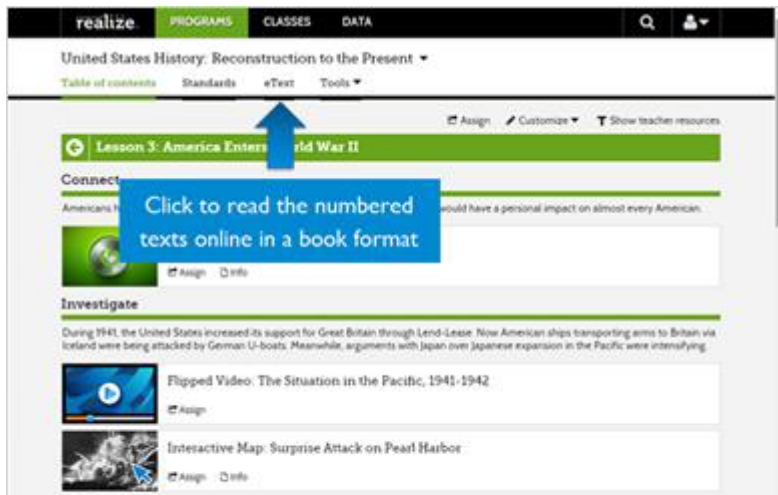 realize. PROGRAMS CLASSES DATA
United States History: Reconstruction to the Present
Table of contents Standards eText Tools
Assign Customize Show teacher resources
Lesson 3: America Enters World War II
Connect
Americans h would have a personal impact on almost every American.
Click to read the numbered
texts online in a book format
Assign Info
Investigate
During 1941, the United States increased its support for Great Britain through Lend-Lease. Now American ships transporting arms to Britain via
Iceland were being attacked by German U-boats. Meanwhile, arguments with Japan over Japanese expansion in the Pacific were intensifying.
Flipped Video: The Situation in the Pacific, 1941-1942
Assign
Interactive Map: Surprise Attack on Pearl Harbor
Assign Info